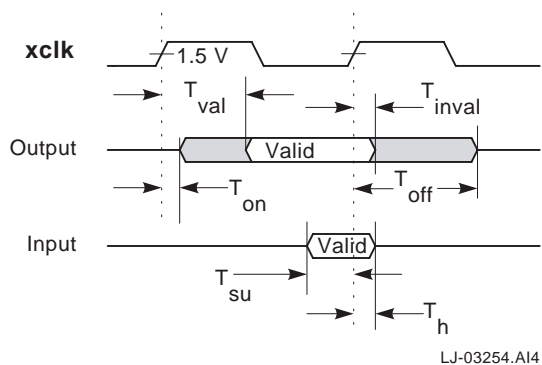 xclk
1.5 V
T val
T inval
Output
Valid
T on
T off
Input
Valid
T su
T h
LJ-03254.AI4